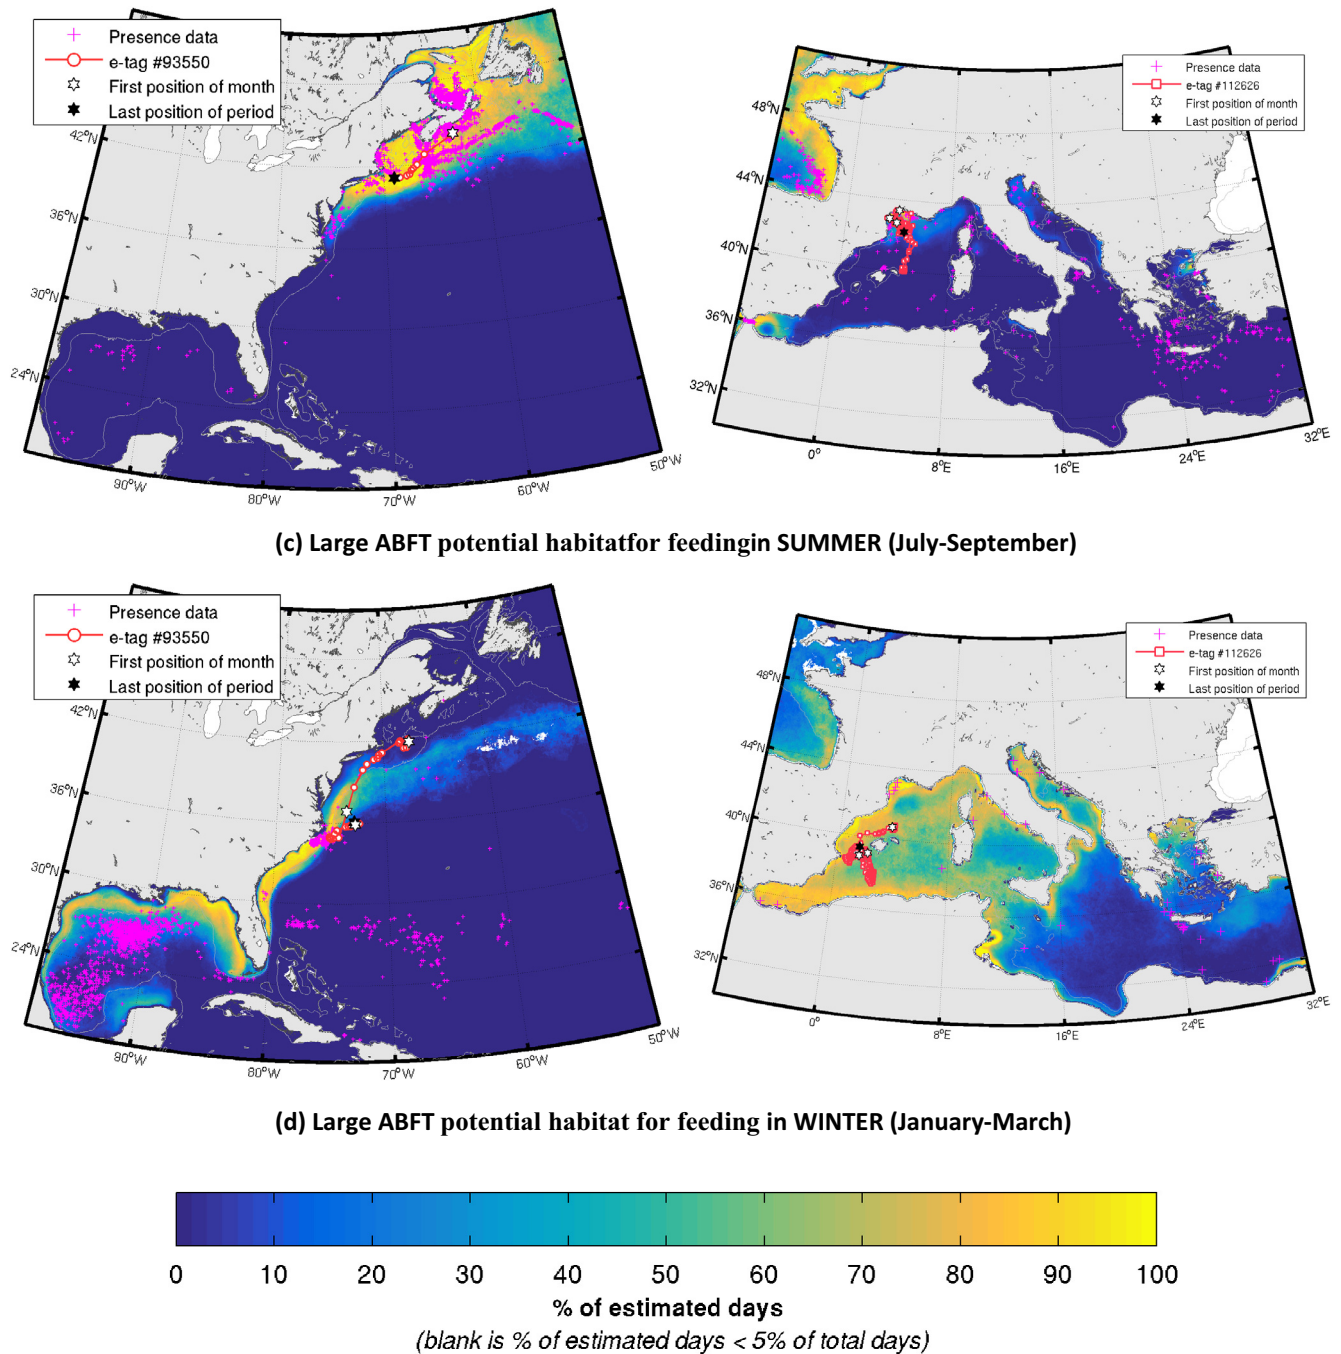 Presence data
e-tag #93550
First position of month
Last position of period
42°N
36°N
30°N
24°N
90°W
80°W
70°W
60°W
50°W
Presence data
e-tag #112626
First position of month
Last position of period
48°N
44°N
40°N
36°N
32°N
0°
8°E
16°E
24°E
32°E
(c) Large ABFT potential habitatfor feedingin SUMMER (July-September)
Presence data
e-tag #93550
First position of month
Last position of period
42°N
36°N
30°N
24°N
90°W
80°W
70°W
60°W
50°W
Presence data
e-tag #112626
First position of month
Last position of period
48°N
44°N
40°N
36°N
32°N
0°
8°E
16°E
24°E
32°E
(d) Large ABFT potential habitat for feeding in WINTER (January-March)
0 10 20 30 40 50 60 70 80 90 100
% of estimated days
(blank is % of estimated days < 5% of total days)